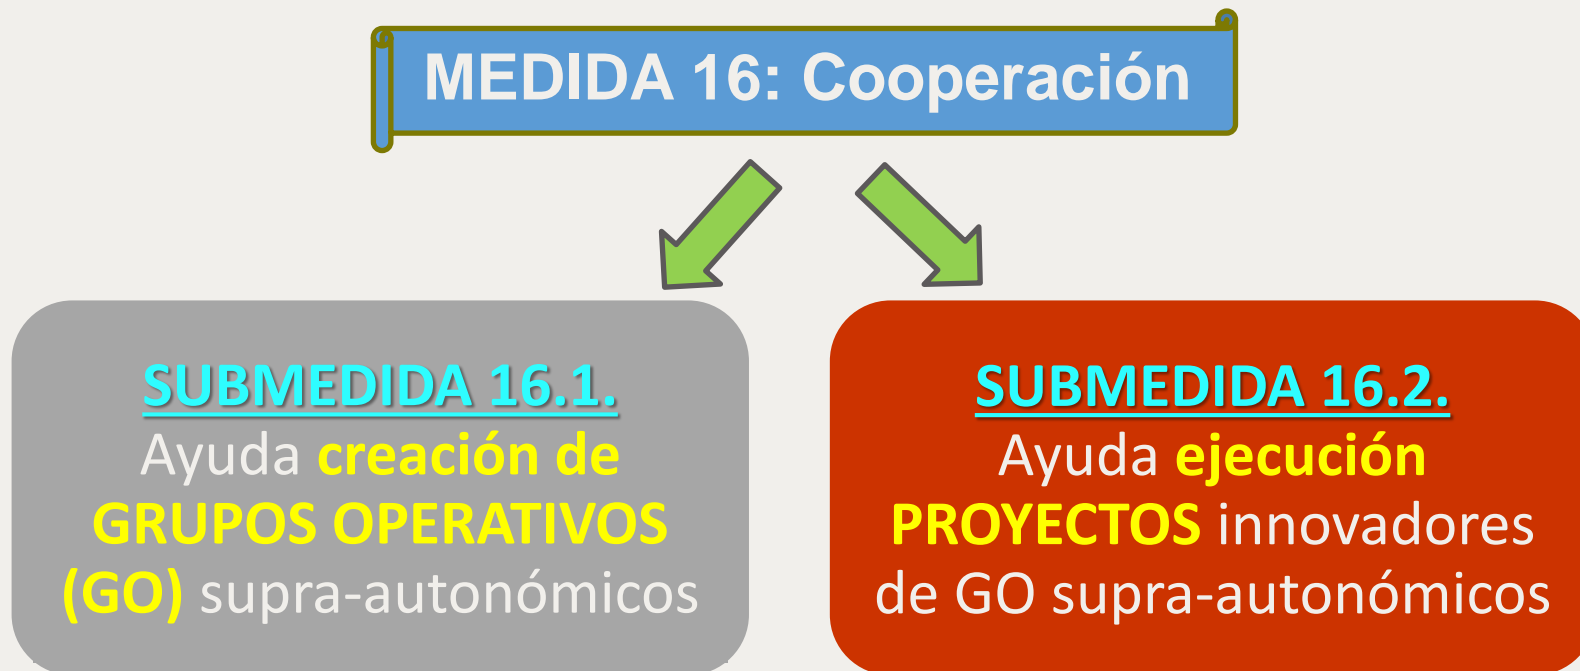 MEDIDA 16: Cooperación
SUBMEDIDA 16.1.
Ayuda creación de
GRUPOS OPERATIVOS
(GO) supra-autonómicos
SUBMEDIDA 16.2.
Ayuda ejecución
PROYECTOS innovadores
de GO supra-autonómicos